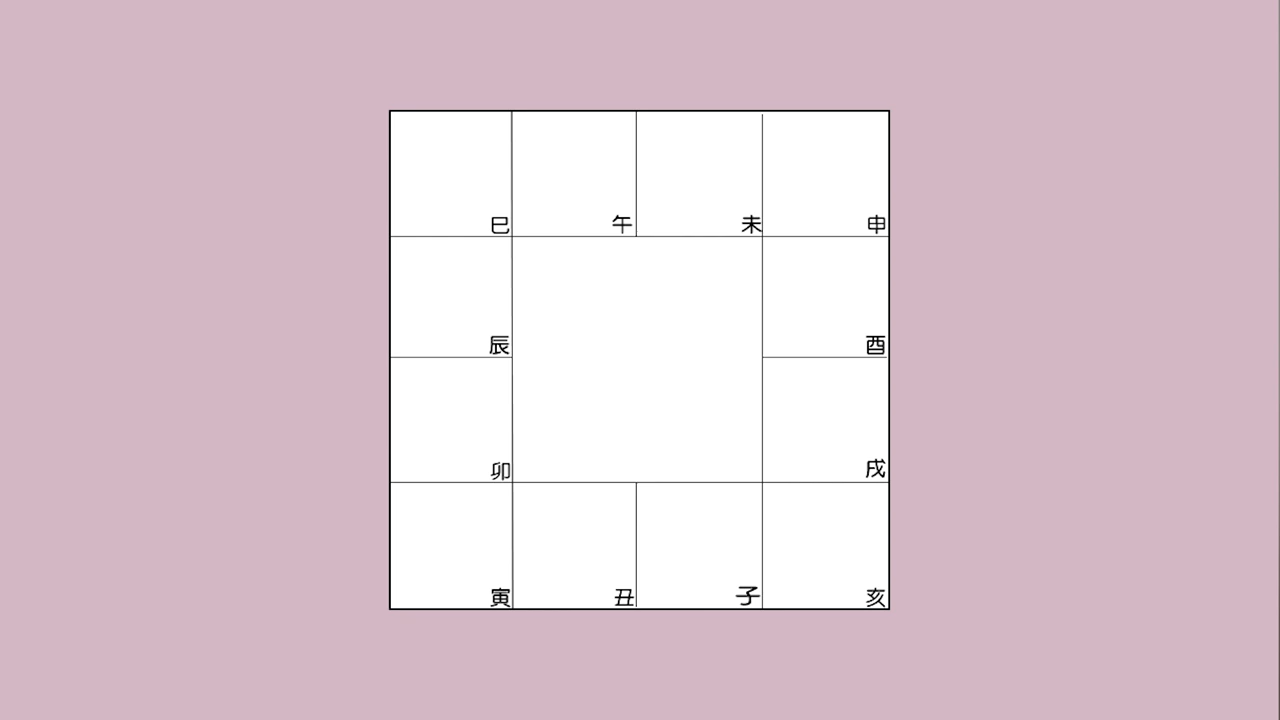 巳 午 未 申
辰 酉
卯 戌
寅 丑 子 亥